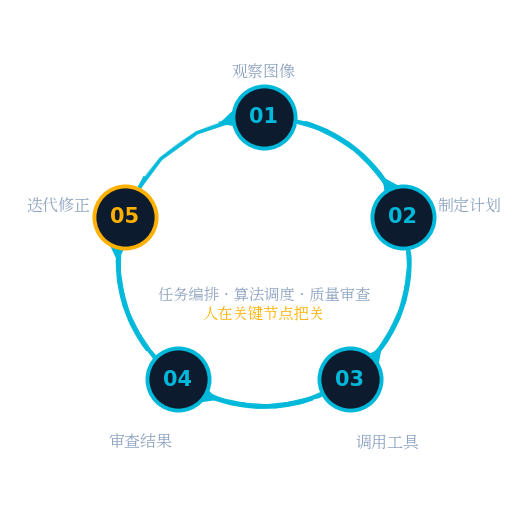 观察图像
01
迭代修正
05
02
制定计划
任务编排 · 算法调度 · 质量审查
人在关键节点把关
04
03
审查结果
调用工具